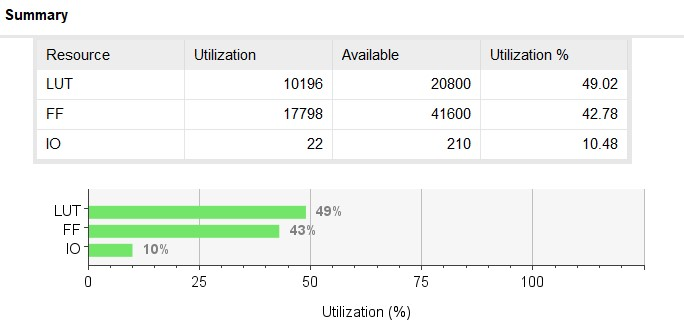 Summary
Resource Utilization Available Utilization %
LUT 10196 20800 49.02
FF 17798 41600 42.78
IO 22 210 10.48
LUT 49%
FF 43%
IO 10%
0 25 50 75 100
Utilization (%)